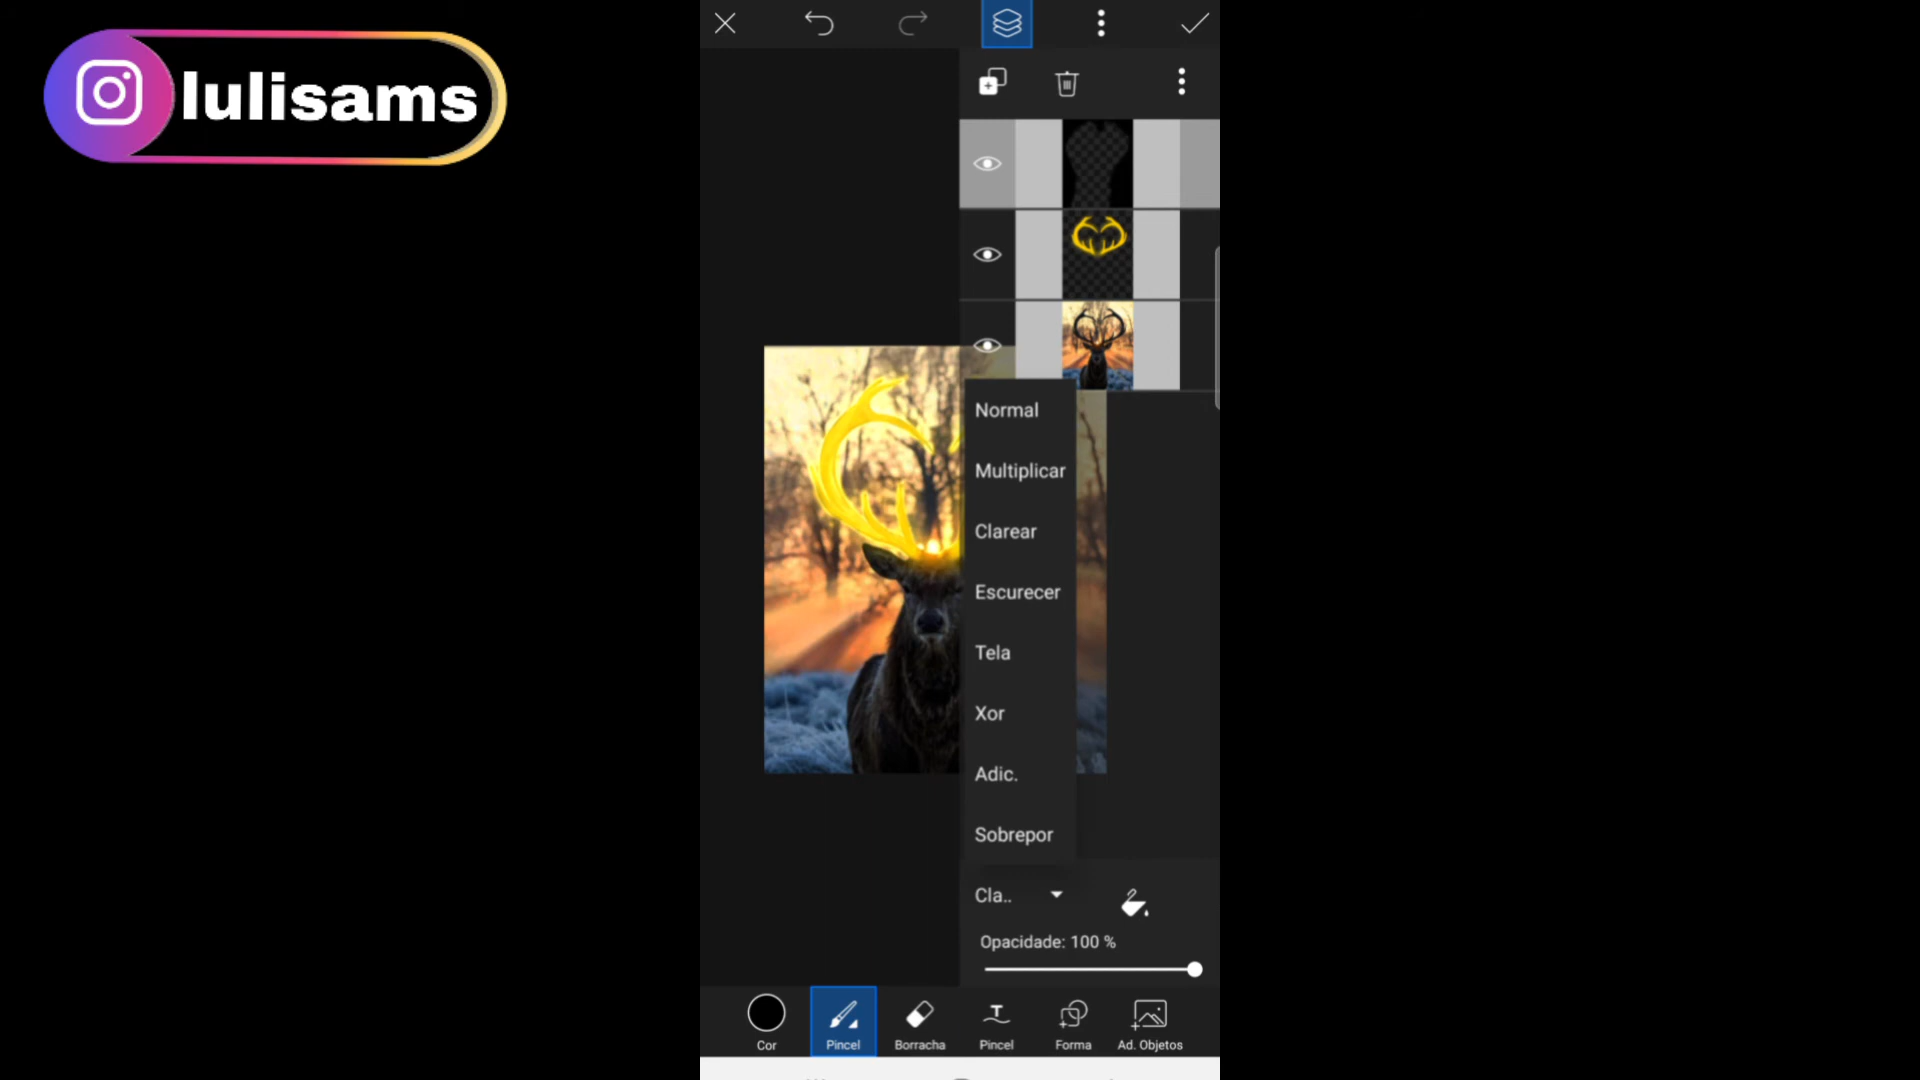 lulisams
Normal
Multiplicar
Clarear
Escurecer
Tela
Xor
Adic.
Sobrepor
Cla..
Opacidade: 100 %
Cor
Pincel
Borracha
Pincel
Forma
Ad. Objetos